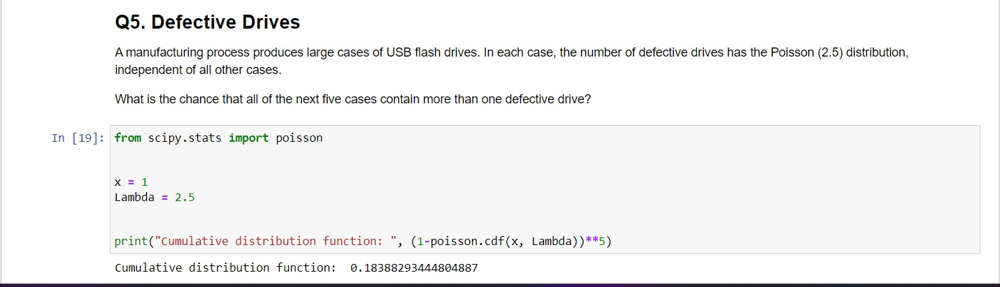 Q5. Defective Drives
A manufacturing process produces large cases of USB flash drives. In each case, the number of defective drives has the Poisson (2.5) distribution,
independent of all other cases.
What is the chance that all of the next five cases contain more than one defective drive?
In [19]: from scipy.stats import poisson
x = 1
Lambda = 2.5
print("Cumulative distribution function: ", (1-poisson.cdf(x, Lambda))**5)
Cumulative distribution function:  0.18388293444804887